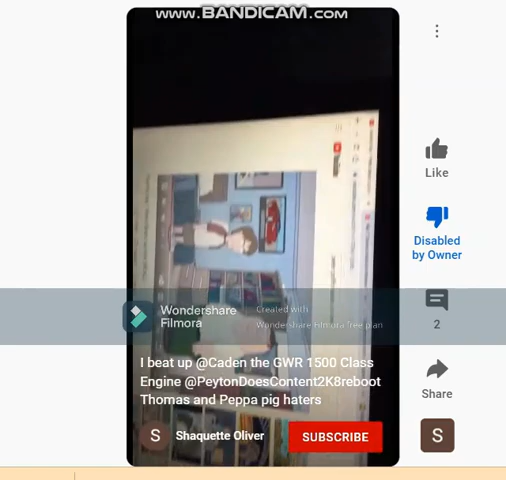 www.BANDICAM.com
Like
Disabled
by Owner
Wondershare
Filmora
Created with
Wondershare Filmora free plan
2
I beat up @Caden the GWR 1500 Class
Engine @PeytonDoesContent2K8reboot
Thomas and Peppa pig haters
Share
S
Shaquette Oliver
SUBSCRIBE
S